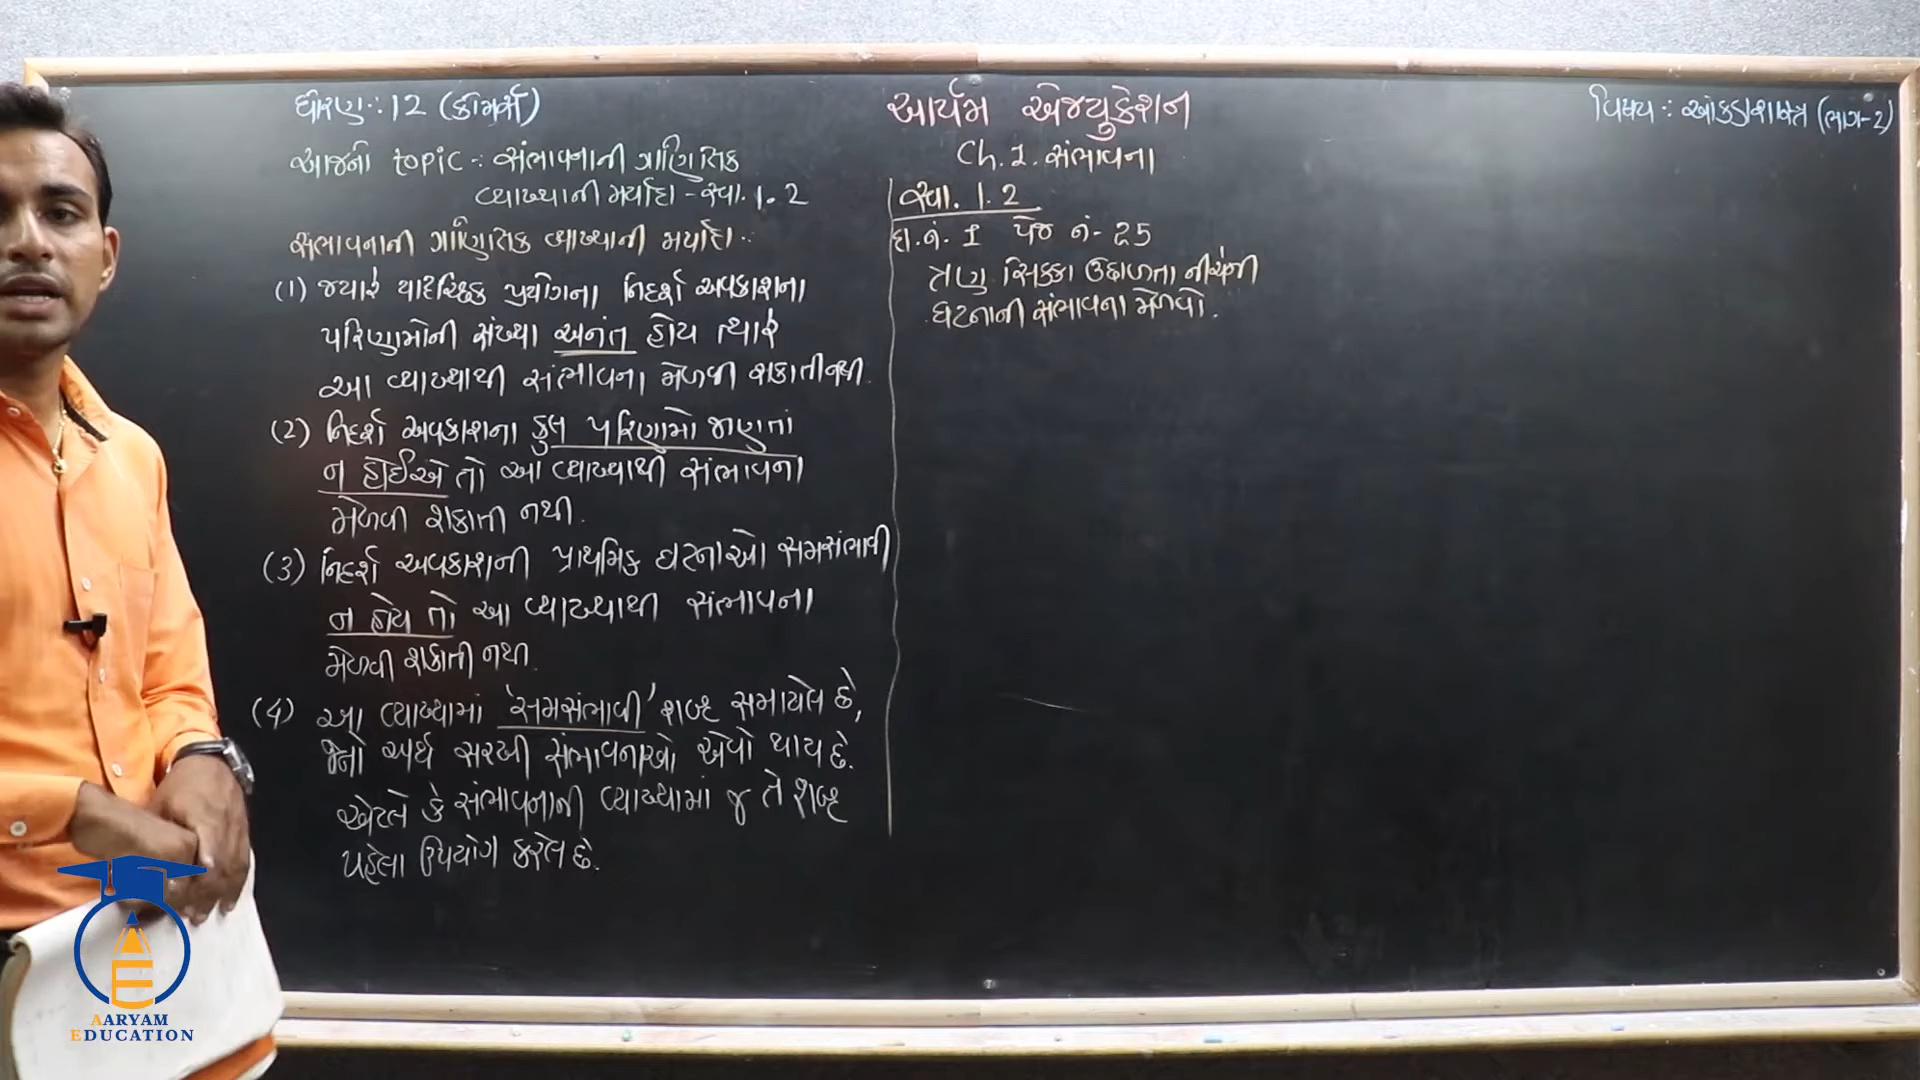 ધોરણ : 12 (કોમર્સ)
આર્યમ એજ્યુકેશન
વિષય : આંકડાશાસ્ત્ર (ભાગ-2)
Ch. 1. સંભાવના
આજનો topic : સંભાવનાની ગાણિતિક
વ્યાખ્યાની મર્યાદા - સ્વા. 1.2
સંભાવનાની ગાણિતિક વ્યાખ્યાની મર્યાદા :
(1) જ્યારે યાદચ્છિક પ્રયોગના નિદર્શ અવકાશના
પરિણામોની સંખ્યા અનંત હોય ત્યારે
આ વ્યાખ્યાથી સંભાવના મેળવી શકાતી નથી.
(2) નિદર્શ અવકાશના કુલ પરિણામો જાણતાં
ન હોઈએ તો આ વ્યાખ્યાથી સંભાવના
મેળવી શકાતી નથી.
(3) નિદર્શ અવકાશની પ્રાથમિક ઘટનાઓ સમસંભાવી
ન હોય તો આ વ્યાખ્યાથી સંભાવના
મેળવી શકાતી નથી.
(4) આ વ્યાખ્યામાં 'સમસંભાવી' શબ્દ સમાયેલ છે,
જેનો અર્થ સરખી સંભાવનાઓ એવો થાય છે.
એટલે કે સંભાવનાની વ્યાખ્યામાં જ તે શબ્દ
પહેલા ઉપયોગ કરેલ છે.
સ્વા. 1.2
દા.નં. 1 પેજ નં- 25
ત્રણ સિક્કા ઉછાળતા નીચેની
ઘટનાની સંભાવના મેળવો.
AARYAM
EDUCATION